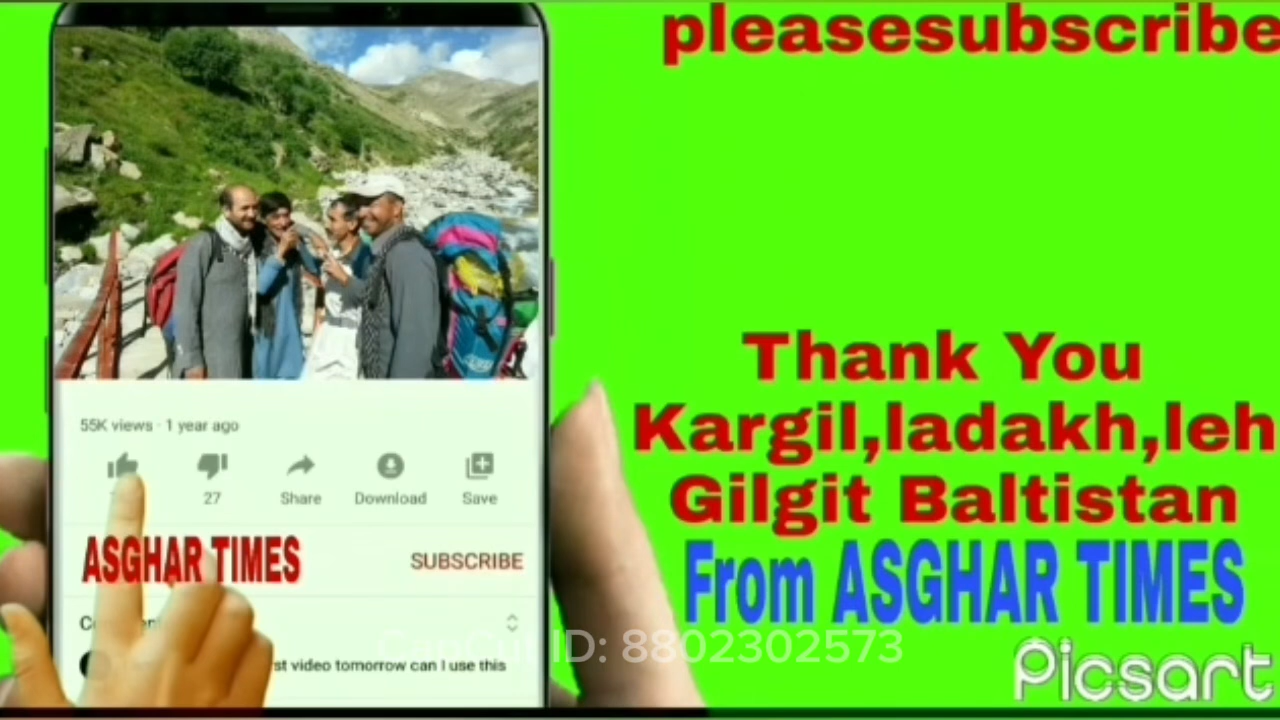 pleasesubscribe
55K views · 1 year ago
27
Share
Download
Save
ASGHAR TIMES
SUBSCRIBE
video tomorrow can I use this
Thank You
Kargil,ladakh,leh
Gilgit Baltistan
From ASGHAR TIMES
CapCut ID: 8802302573
Picsart